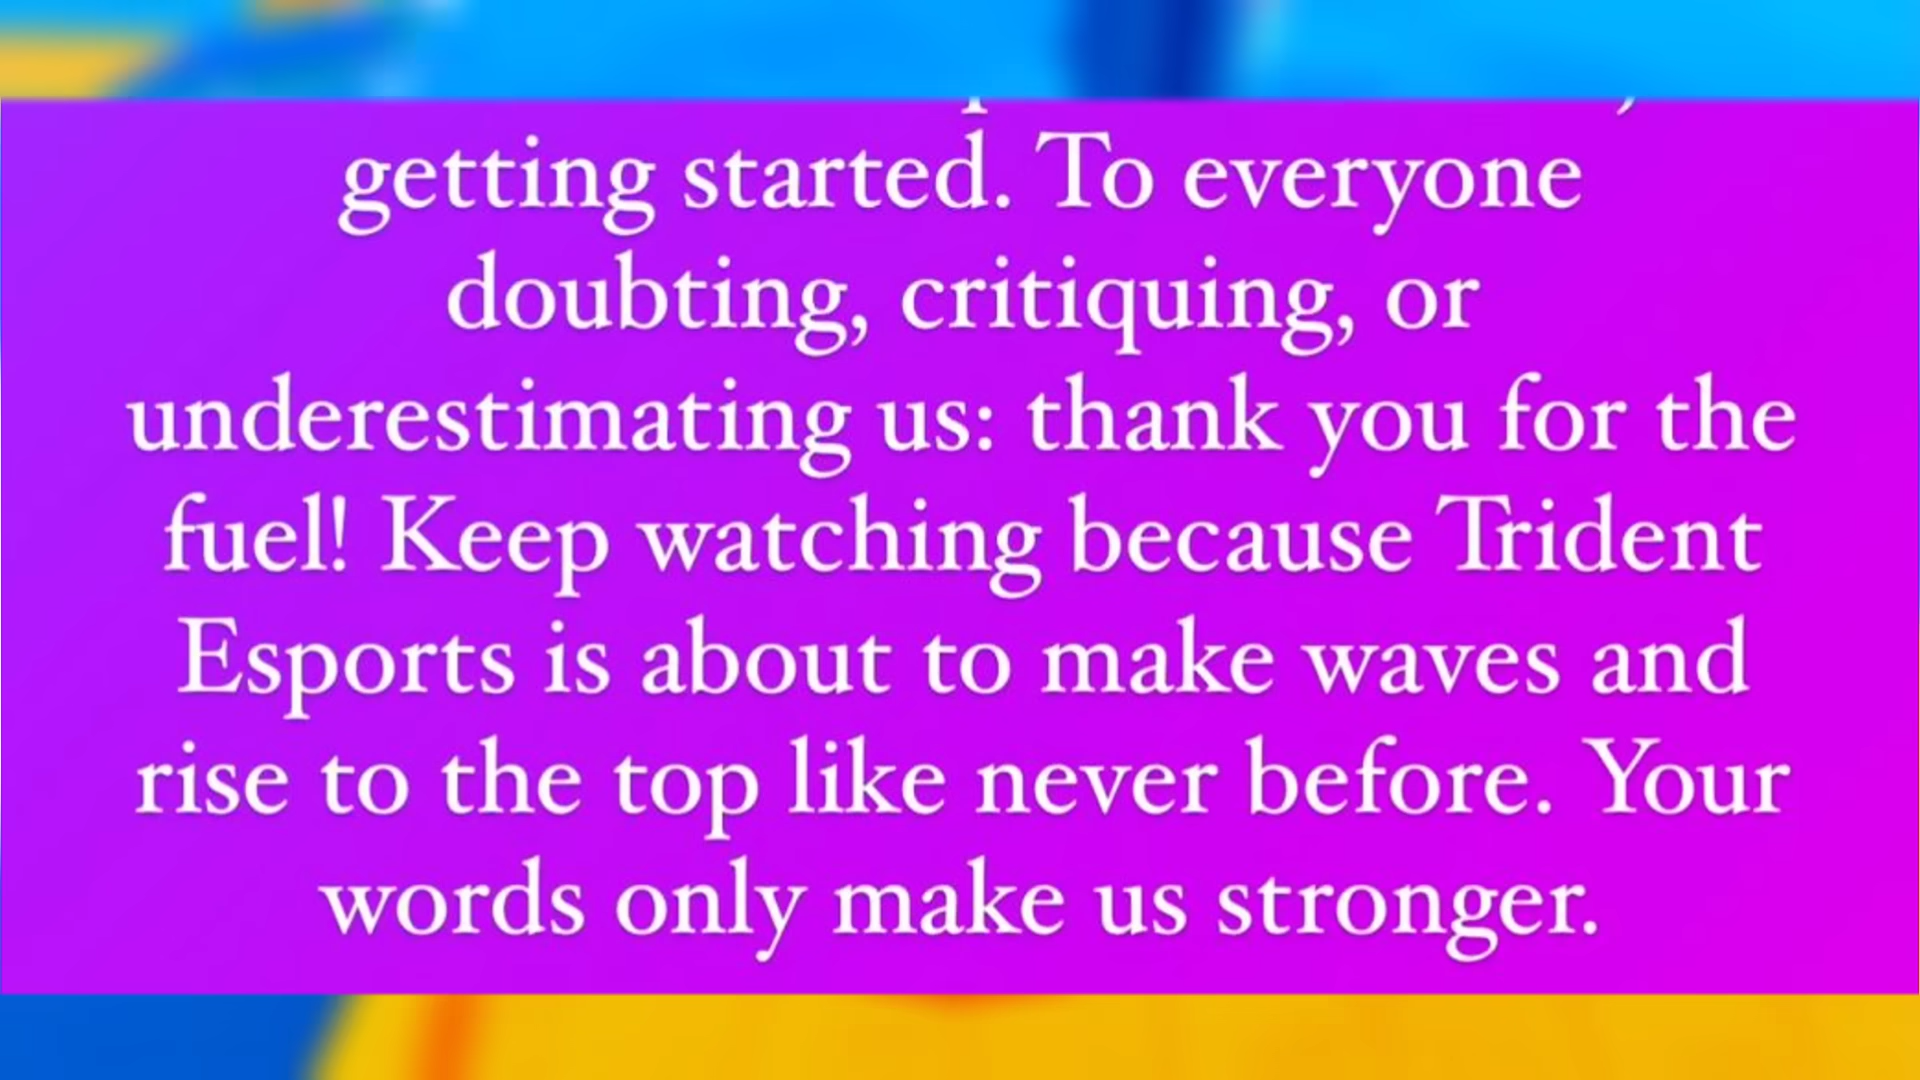 getting started. To everyone
doubting, critiquing, or
underestimating us: thank you for the
fuel! Keep watching because Trident
Esports is about to make waves and
rise to the top like never before. Your
words only make us stronger.